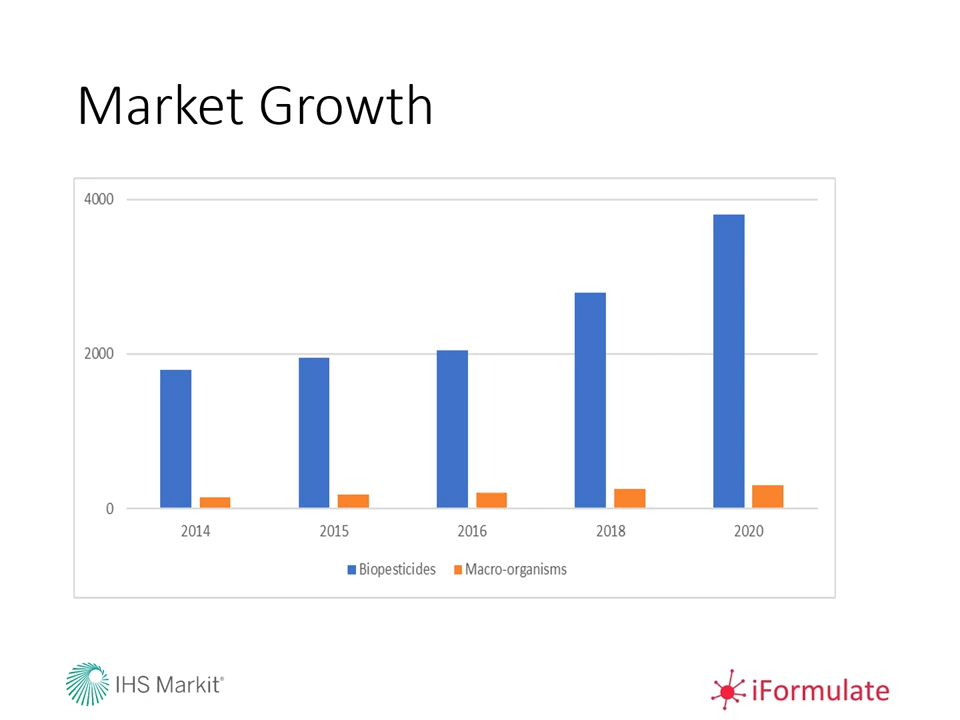 Market Growth
4000
2000
0
2014 2015 2016 2018 2020
Biopesticides Macro-organisms
IHS Markit®
iFormulate